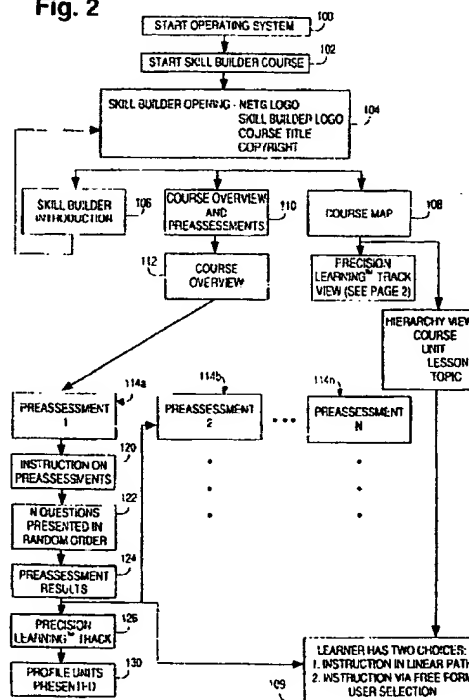 Fig. 2
100
START OPERATING SYSTEM
102
START SKILL BUILDER COURSE
SKILL BUILDER OPENING - NETG LOGO
SKILL BUILDER LOGO
COURSE TITLE
COPYRIGHT
104
SKILL BUILDER
INTRODUCTION
106
COURSE OVERVIEW
AND
PREASSESSMENTS
110
COURSE MAP
108
112
COURSE
OVERVIEW
PRECISION
LEARNING™ TRACK
VIEW (SEE PAGE 2)
HIERARCHY VIEW
COURSE
UNIT
LESSON
TOPIC
114a
PREASSESSMENT
1
114b
PREASSESSMENT
2
...
114n
PREASSESSMENT
N
120
INSTRUCTION ON
PREASSESSMENTS
122
N QUESTIONS
PRESENTED IN
RANDOM ORDER
124
PREASSESSMENT
RESULTS
126
PRECISION
LEARNING™ TRACK
130
PROFILE UNITS
PRESENTED
109
LEARNER HAS TWO CHOICES:
1. INSTRUCTION IN LINEAR PATH
2. INSTRUCTION VIA FREE FORM
USER SELECTION